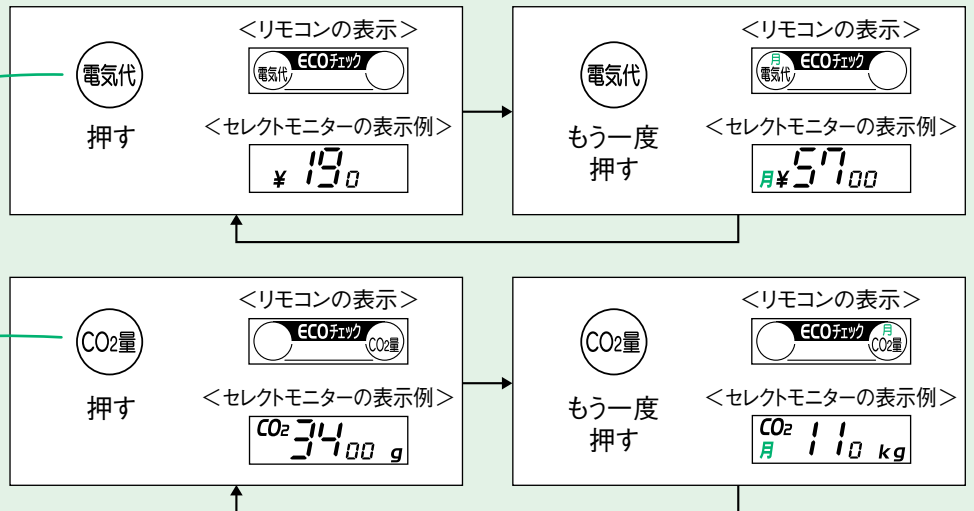 電気代
押す
<リモコンの表示>
電気代 ECOチェック
<セレクトモニターの表示例>
¥ 190
電気代
もう一度
押す
<リモコンの表示>
月
電気代 ECOチェック
<セレクトモニターの表示例>
月¥5700
CO2量
押す
<リモコンの表示>
ECOチェック CO2量
<セレクトモニターの表示例>
CO2 3400 g
CO2量
もう一度
押す
<リモコンの表示>
ECOチェック 月
CO2量
<セレクトモニターの表示例>
CO2
月 110 kg